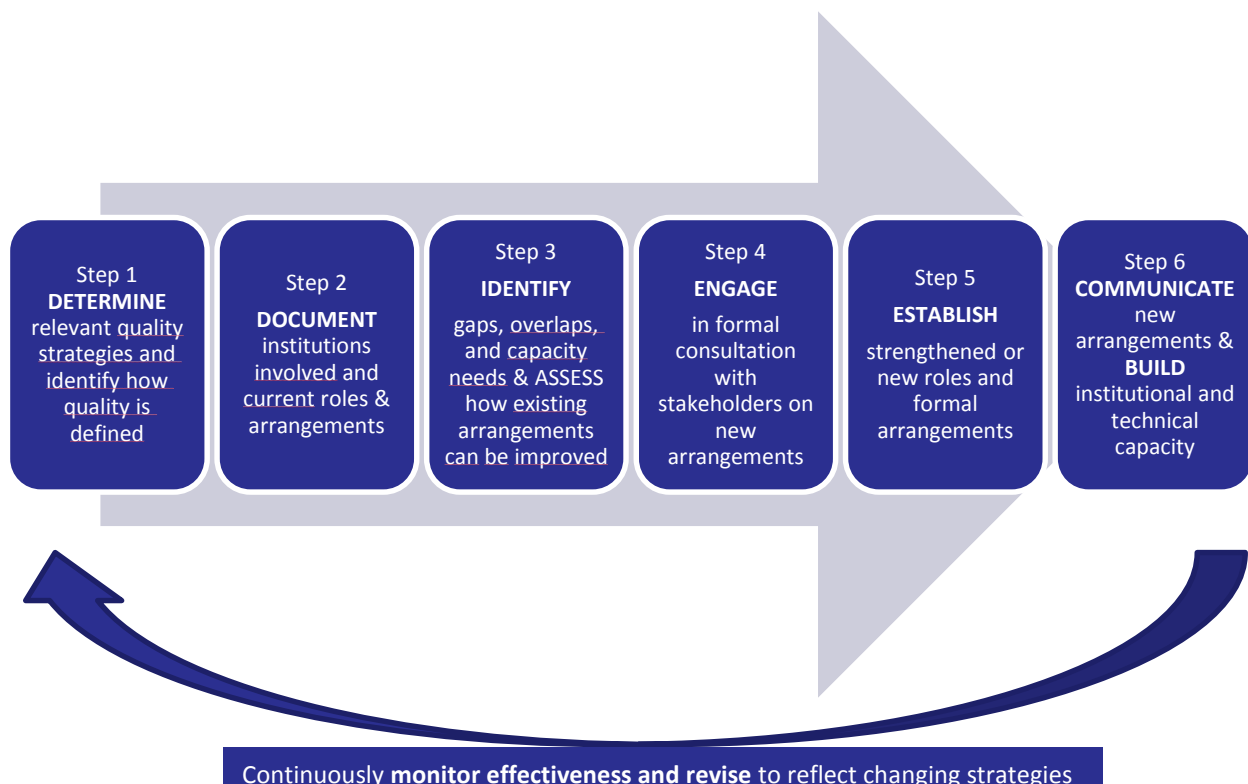 Step 1
DETERMINE
relevant quality
strategies and
identify how
quality is
defined
Step 2
DOCUMENT
institutions
involved and
current roles &
arrangements
Step 3
IDENTIFY
gaps, overlaps,
and capacity
needs & ASSESS
how existing
arrangements
can be improved
Step 4
ENGAGE
in formal
consultation
with
stakeholders on
new
arrangements
Step 5
ESTABLISH
strengthened or
new roles and
formal
arrangements
Step 6
COMMUNICATE
new
arrangements &
BUILD
institutional and
technical
capacity
Continuously monitor effectiveness and revise to reflect changing strategies